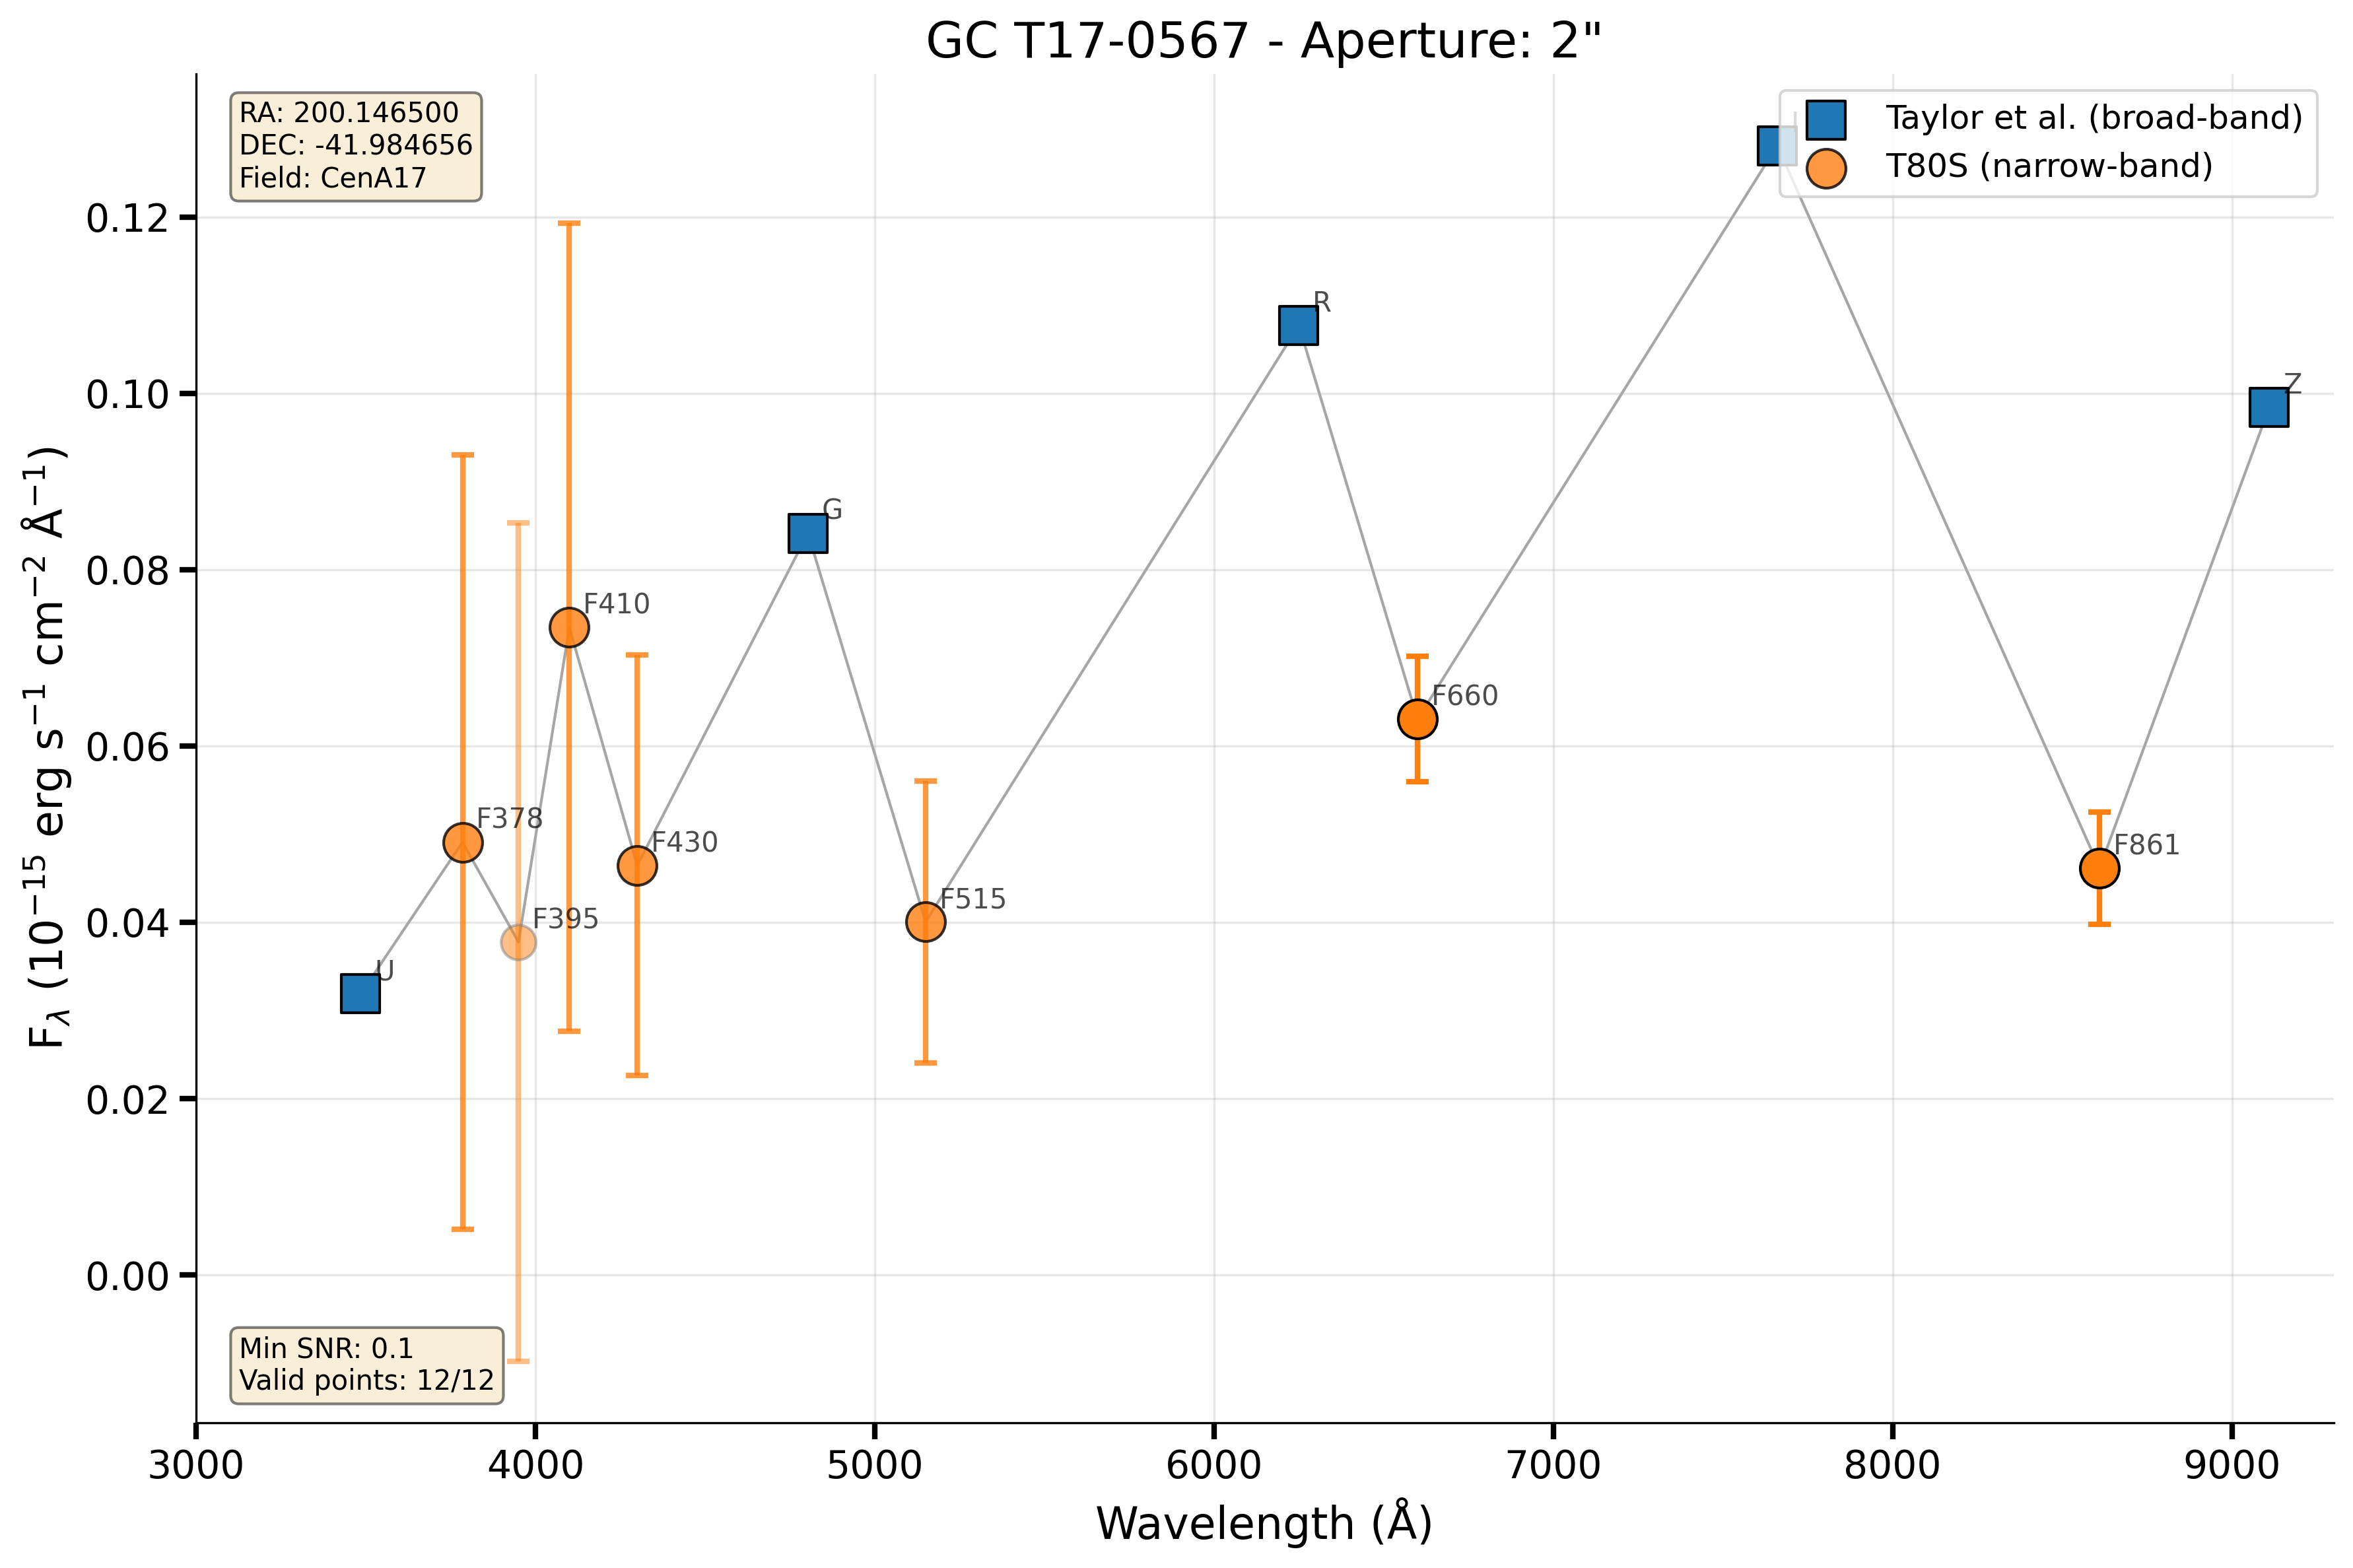 GC T17-0567 - Aperture: 2"
RA: 200.146500
DEC: -41.984656
Field: CenA17
Taylor et al. (broad-band)
T80S (narrow-band)
F_λ (10⁻¹⁵ erg s⁻¹ cm⁻² Å⁻¹)
0.12
0.10
0.08
0.06
0.04
0.02
0.00
U
F378
F395
F410
F430
G
F515
R
F660
F861
Z
Min SNR: 0.1
Valid points: 12/12
3000
4000
5000
6000
7000
8000
9000
Wavelength (Å)